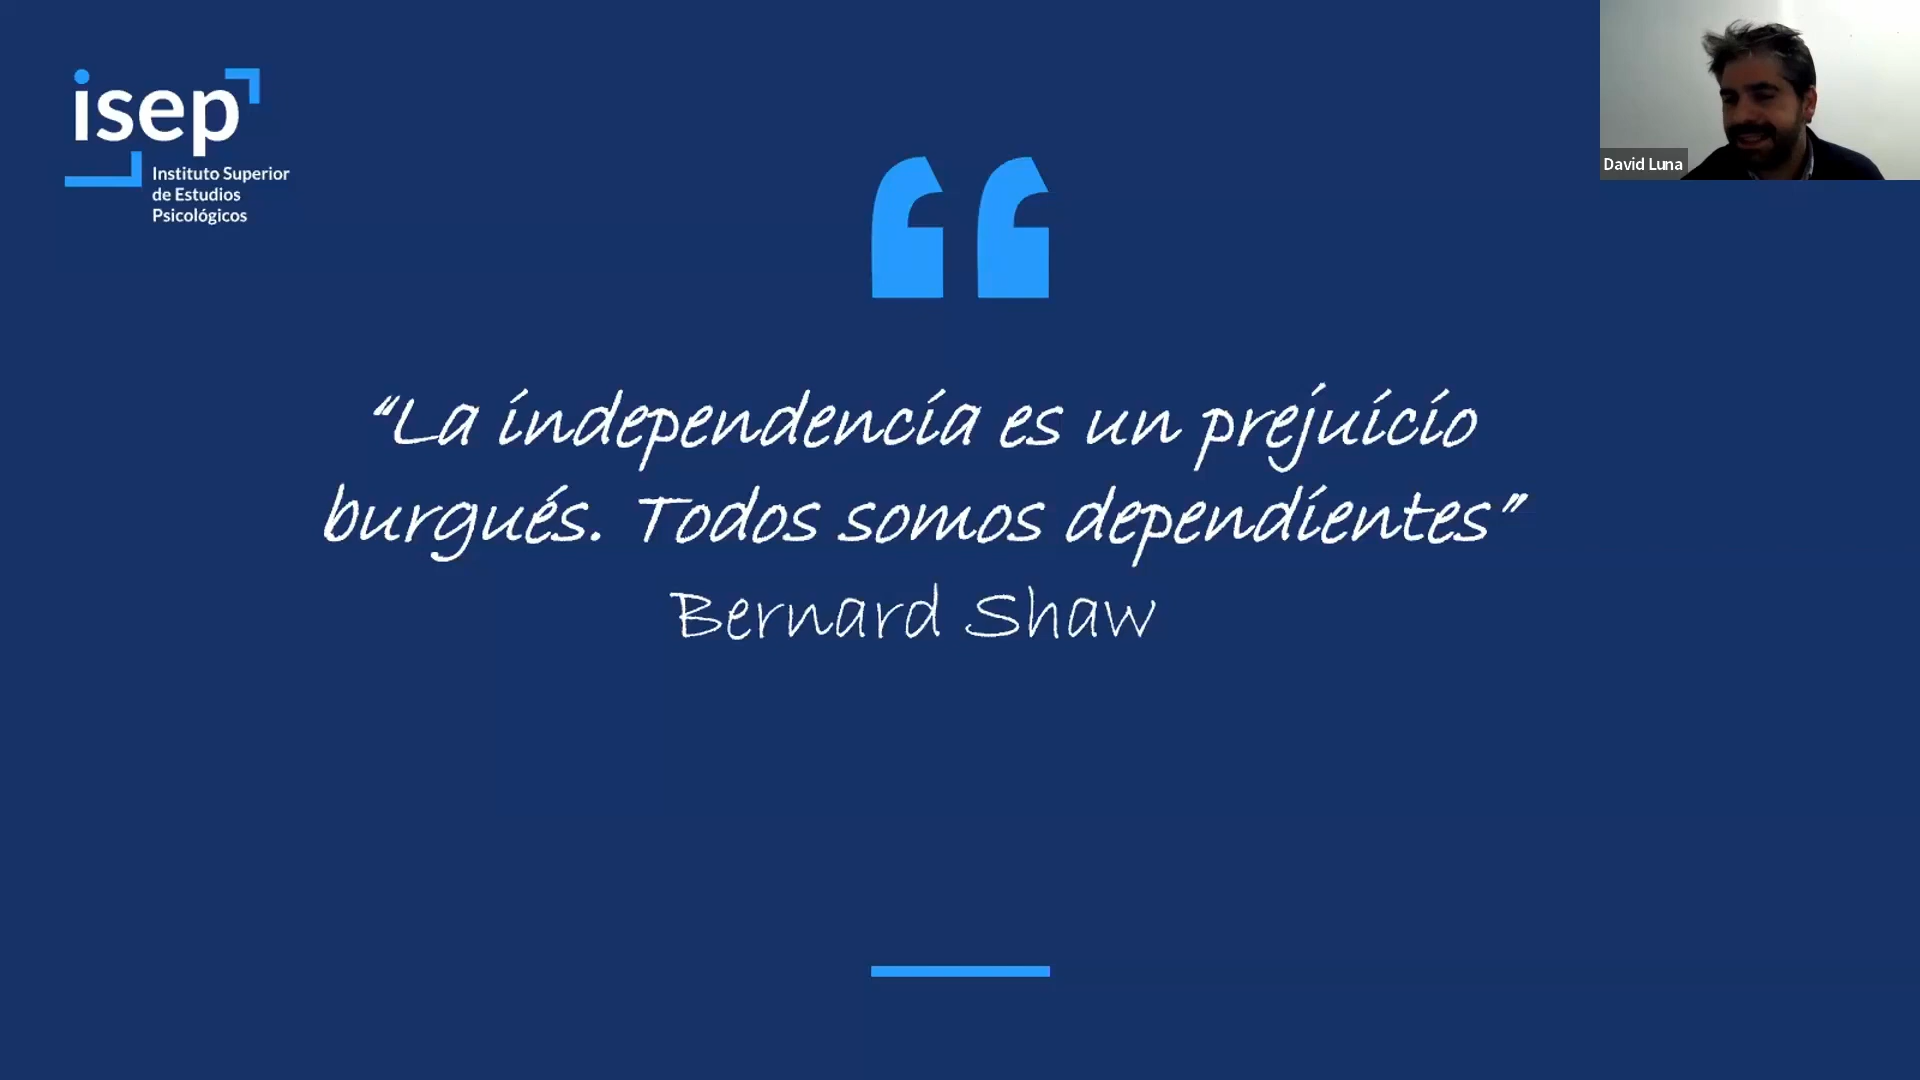 isep
Instituto Superior
de Estudios
Psicológicos
David Luna
“La independencia es un prejuicio
burgués. Todos somos dependientes”
Bernard Shaw